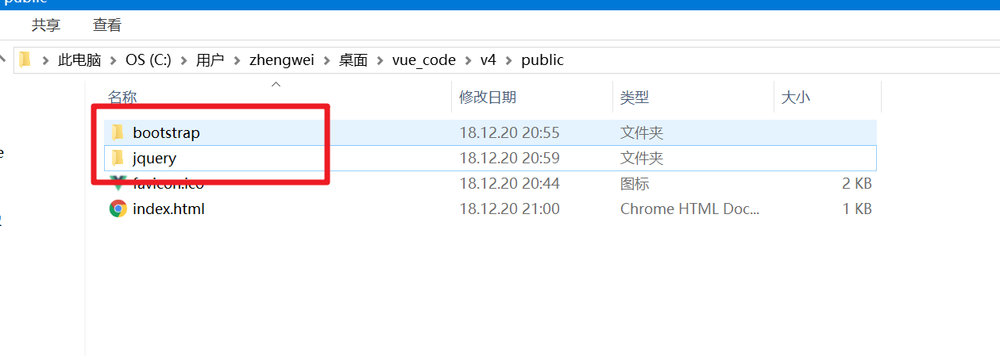 public
共享 查看
此电脑 OS (C:) 用户 zhengwei 桌面 vue_code v4 public
名称 修改日期 类型 大小
bootstrap 18.12.20 20:55 文件夹
jquery 18.12.20 20:59 文件夹
favicon.ico 18.12.20 20:44 图标 2 KB
index.html 18.12.20 21:00 Chrome HTML Doc... 1 KB
e